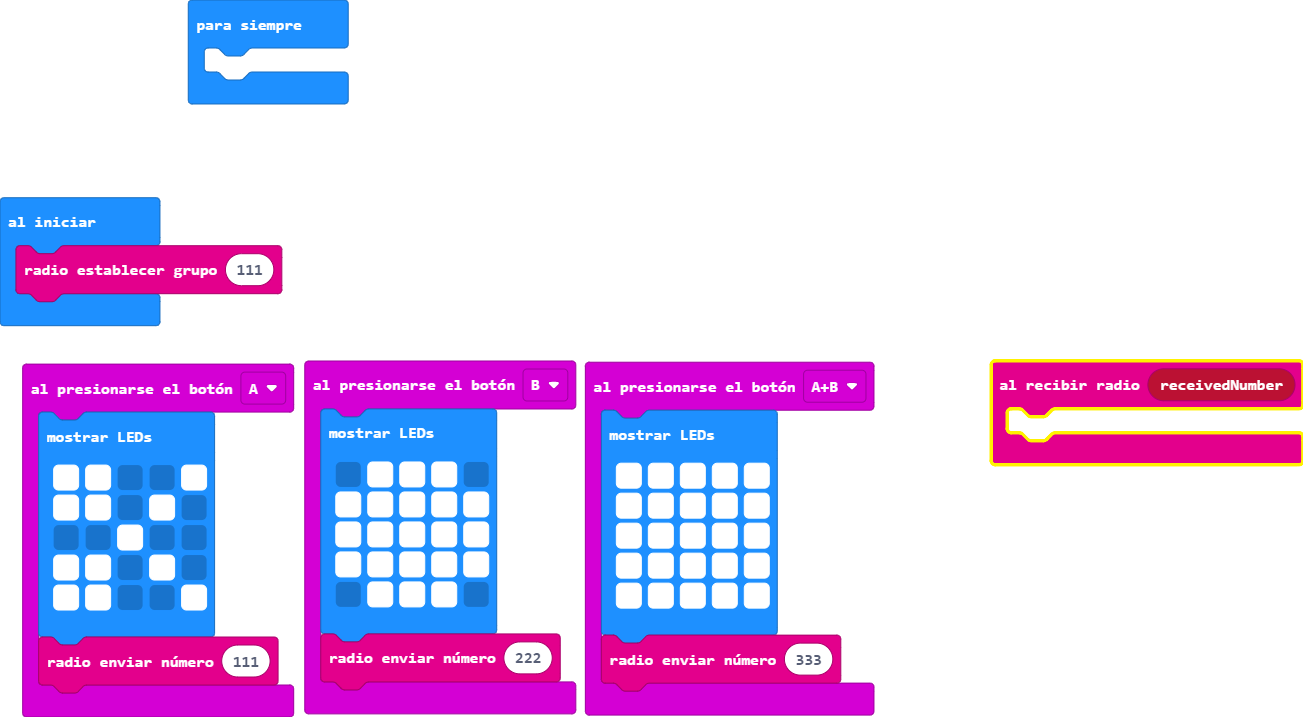 para siempre
al iniciar
radio establecer grupo 111
al presionarse el botón A
mostrar LEDs
radio enviar número 111
al presionarse el botón B
mostrar LEDs
radio enviar número 222
al presionarse el botón A+B
mostrar LEDs
radio enviar número 333
al recibir radio receivedNumber